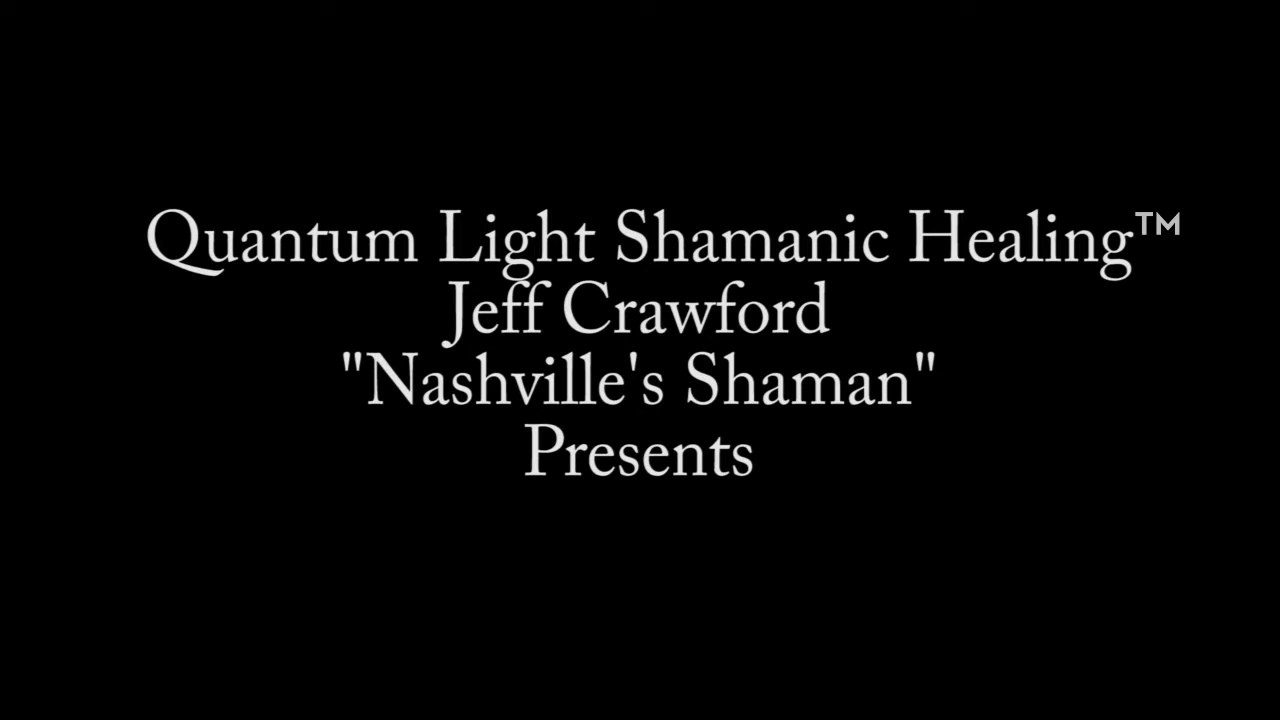 Quantum Light Shamanic Healing™
Jeff Crawford
"Nashville's Shaman"
Presents